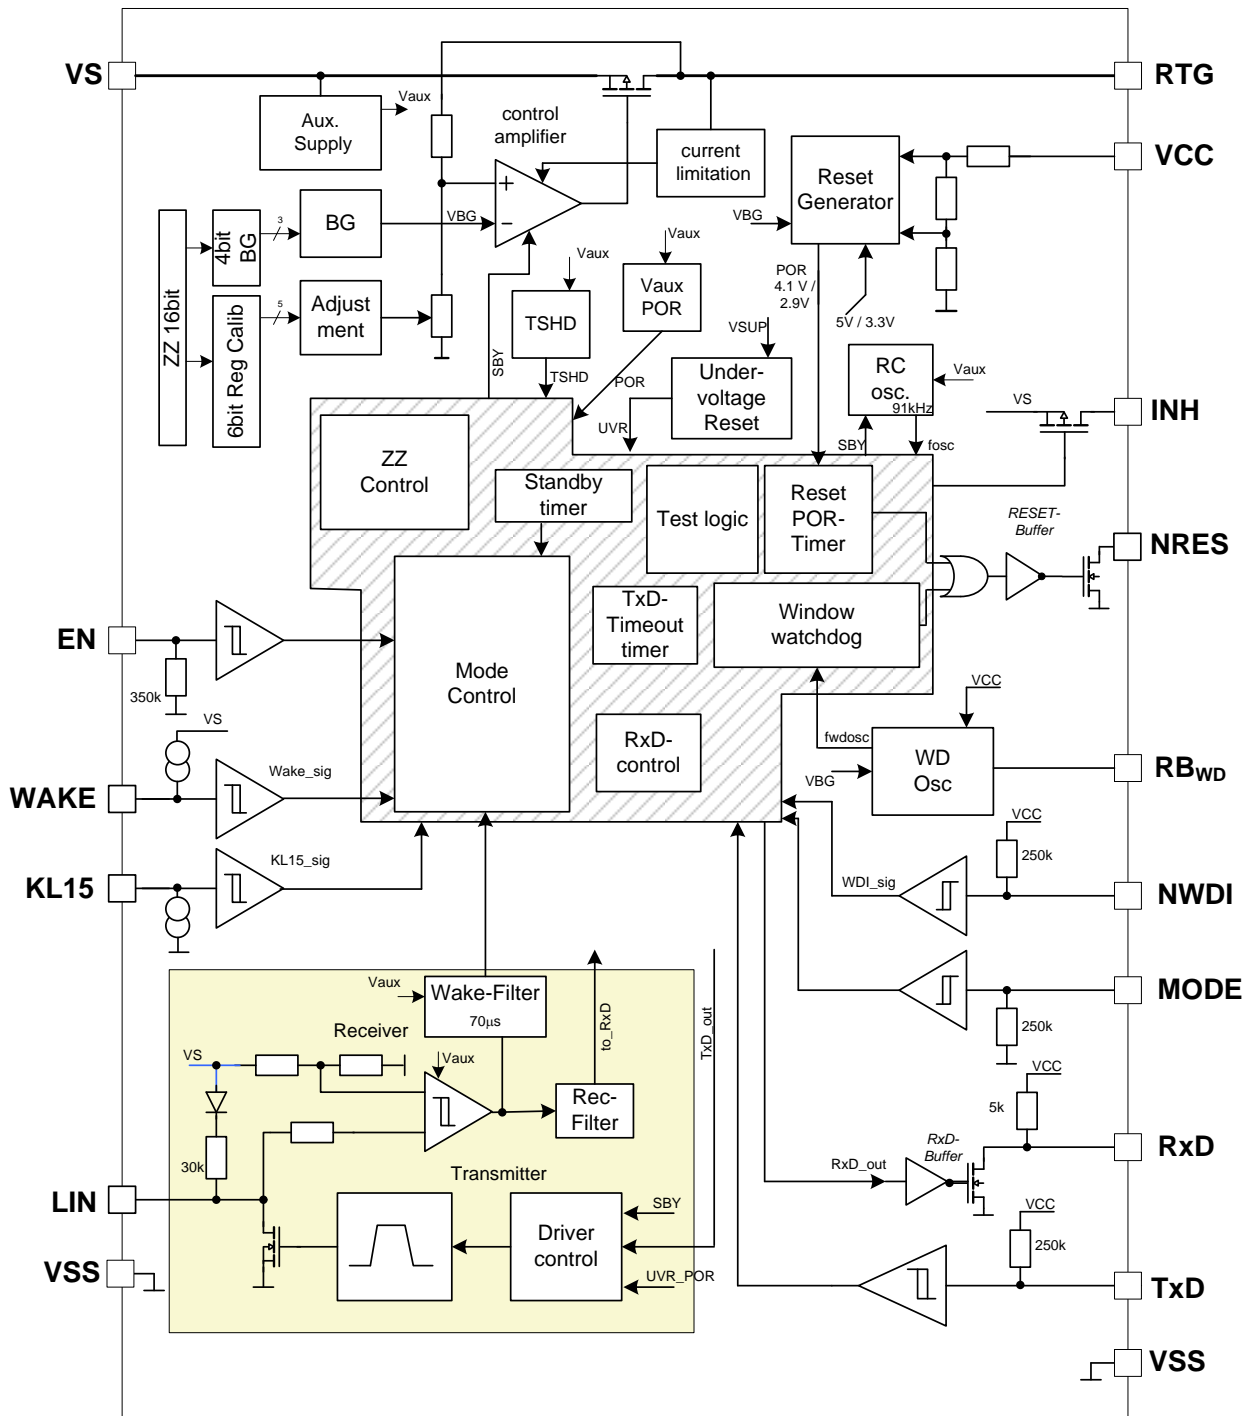 VS
RTG
Aux.
Supply
Vaux
control
amplifier
current
limitation
Reset
Generator
VCC
VBG
ZZ 16bit
4bit
BG
3
BG
VBG
+
−
6bit Reg Calib
5
Adjust
ment
SBY
Vaux
TSHD
TSHD
Vaux
Vaux
POR
POR
VSUP
Under-
voltage
Reset
UVR
POR
4.1 V /
2.9V
5V / 3.3V
RC
osc.
91kHz
Vaux
SBY
fosc
VS
INH
ZZ
Control
Standby
timer
Test logic
Reset
POR-
Timer
RESET-
Buffer
NRES
TxD-
Timeout
timer
Window
watchdog
Mode
Control
RxD-
control
EN
350k
VS
WAKE
Wake_sig
KL15
KL15_sig
VCC
fwdosc
VBG
WD
Osc
RBWD
VCC
250k
WDI_sig
NWDI
MODE
250k
Vaux
Wake-Filter
70µs
Receiver
to_RxD
TxD_out
VS
Vaux
Rec-
Filter
30k
LIN
Transmitter
Driver
control
SBY
UVR_POR
VSS
VCC
5k
RxD-
Buffer
RxD_out
RxD
VCC
250k
TxD
VSS